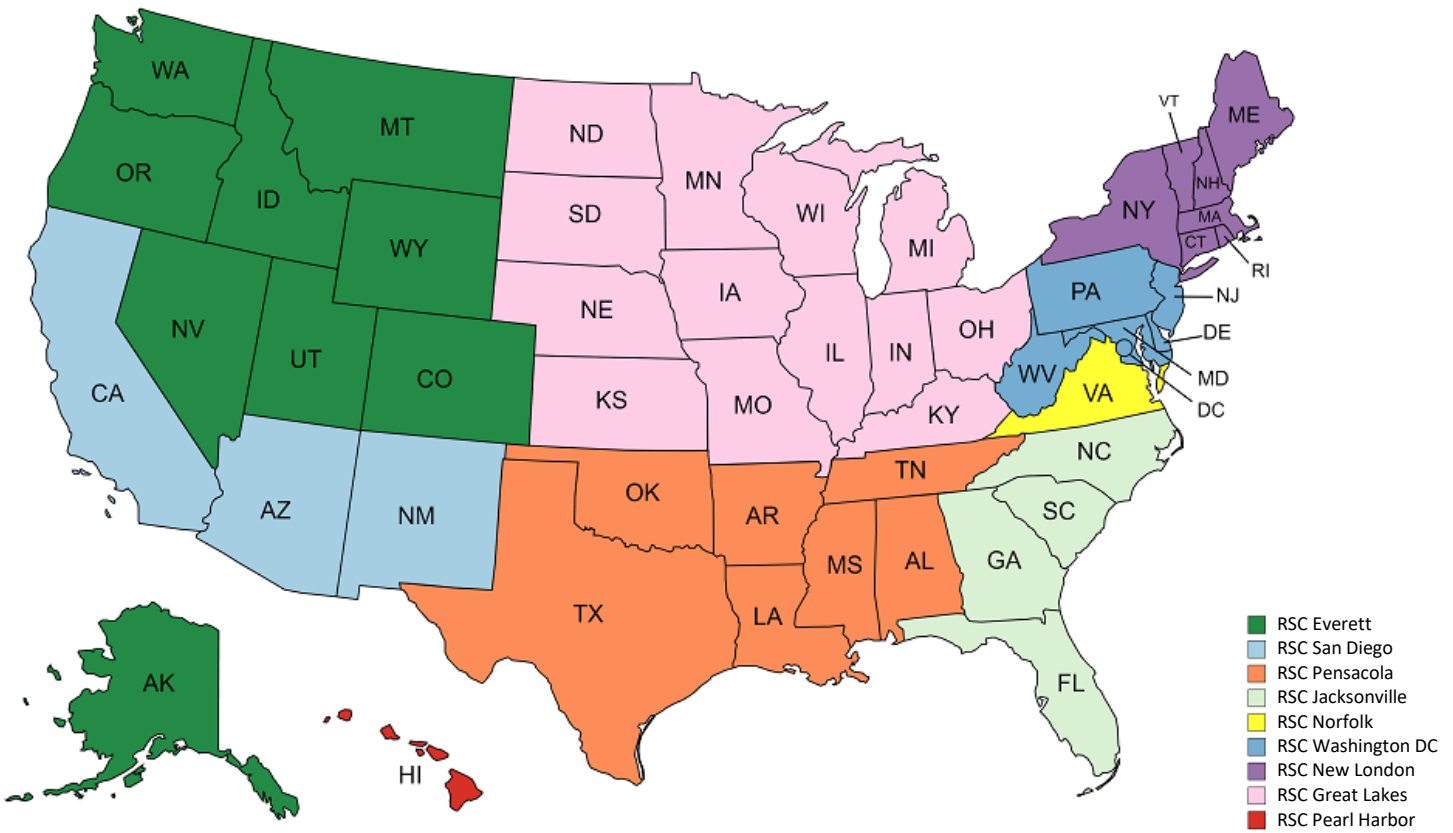 WA
MT
ND
MN
VT
ME
OR
ID
SD
WI
MI
NH
NY
MA
CT
RI
WY
NE
IA
PA
NJ
NV
UT
CO
IL
IN
OH
DE
CA
KS
MO
KY
WV
VA
MD
DC
AZ
NM
OK
AR
TN
NC
SC
TX
LA
MS
AL
GA
FL
AK
HI
RSC Everett
RSC San Diego
RSC Pensacola
RSC Jacksonville
RSC Norfolk
RSC Washington DC
RSC New London
RSC Great Lakes
RSC Pearl Harbor